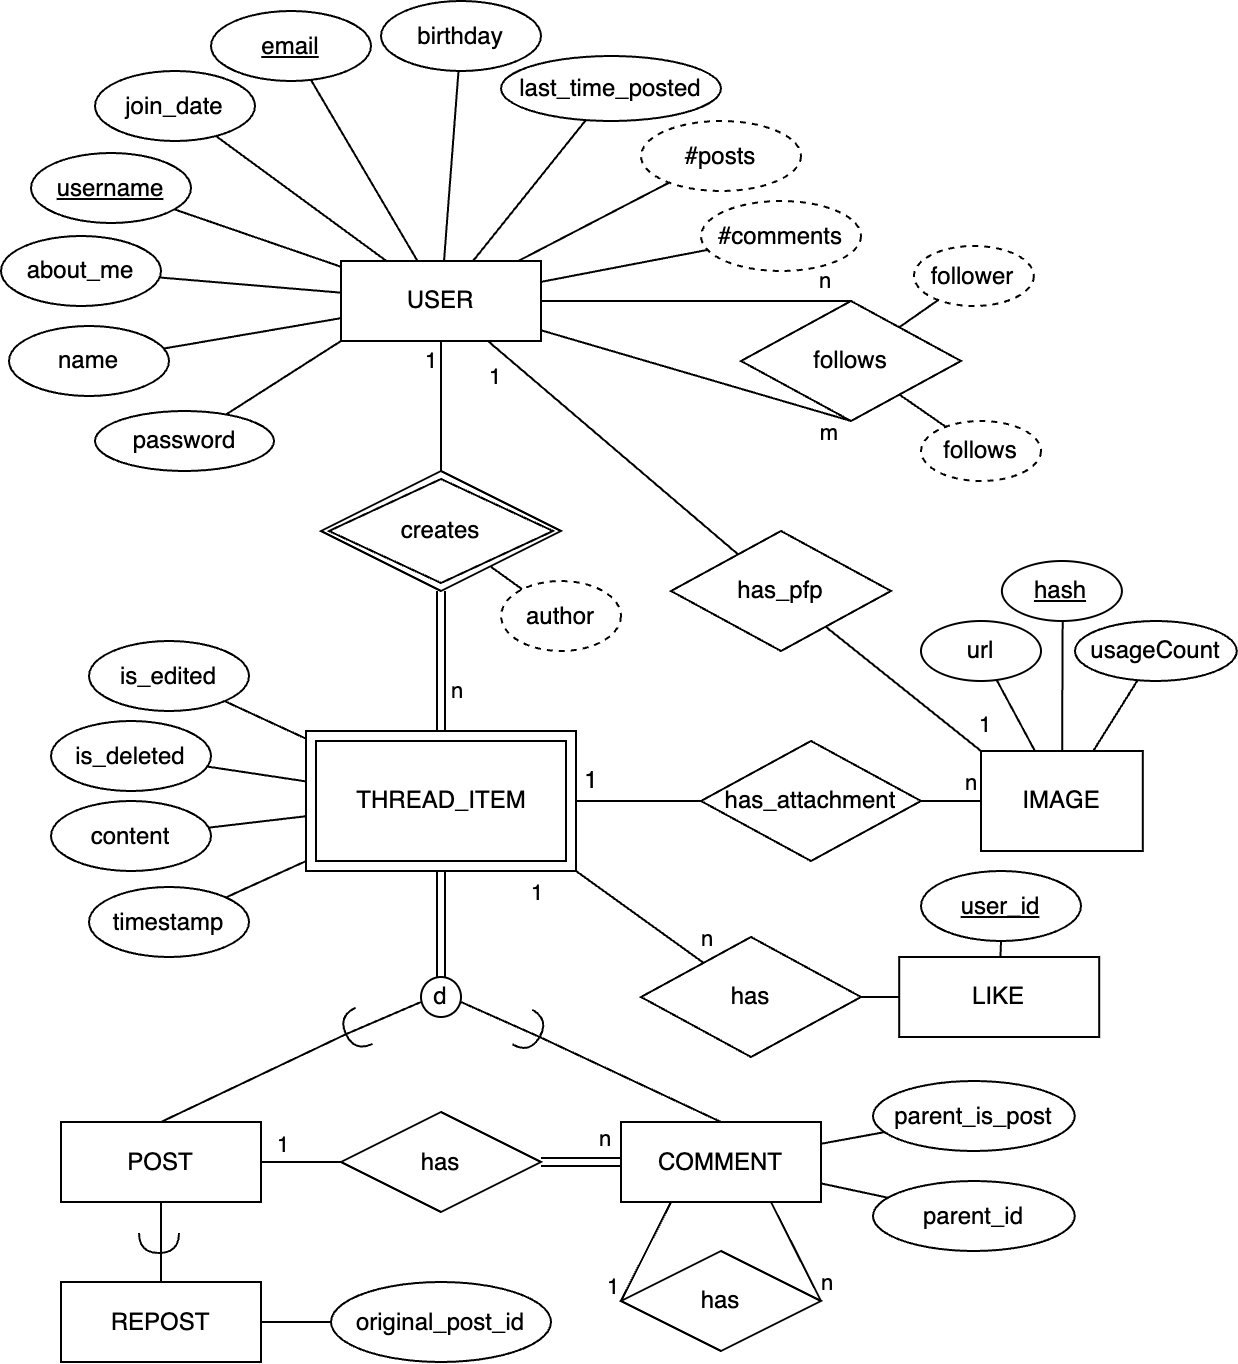 birthday
email
last_time_posted
join_date
#posts
username
#comments
about_me
follower
n
USER
name
1
follows
1
m
password
follows
creates
has_pfp
hash
author
url
usageCount
is_edited
n
1
is_deleted
1
n
THREAD_ITEM
has_attachment
IMAGE
content
1
user_id
timestamp
n
d
has
LIKE
parent_is_post
1
n
POST
has
COMMENT
parent_id
1
n
has
REPOST
original_post_id